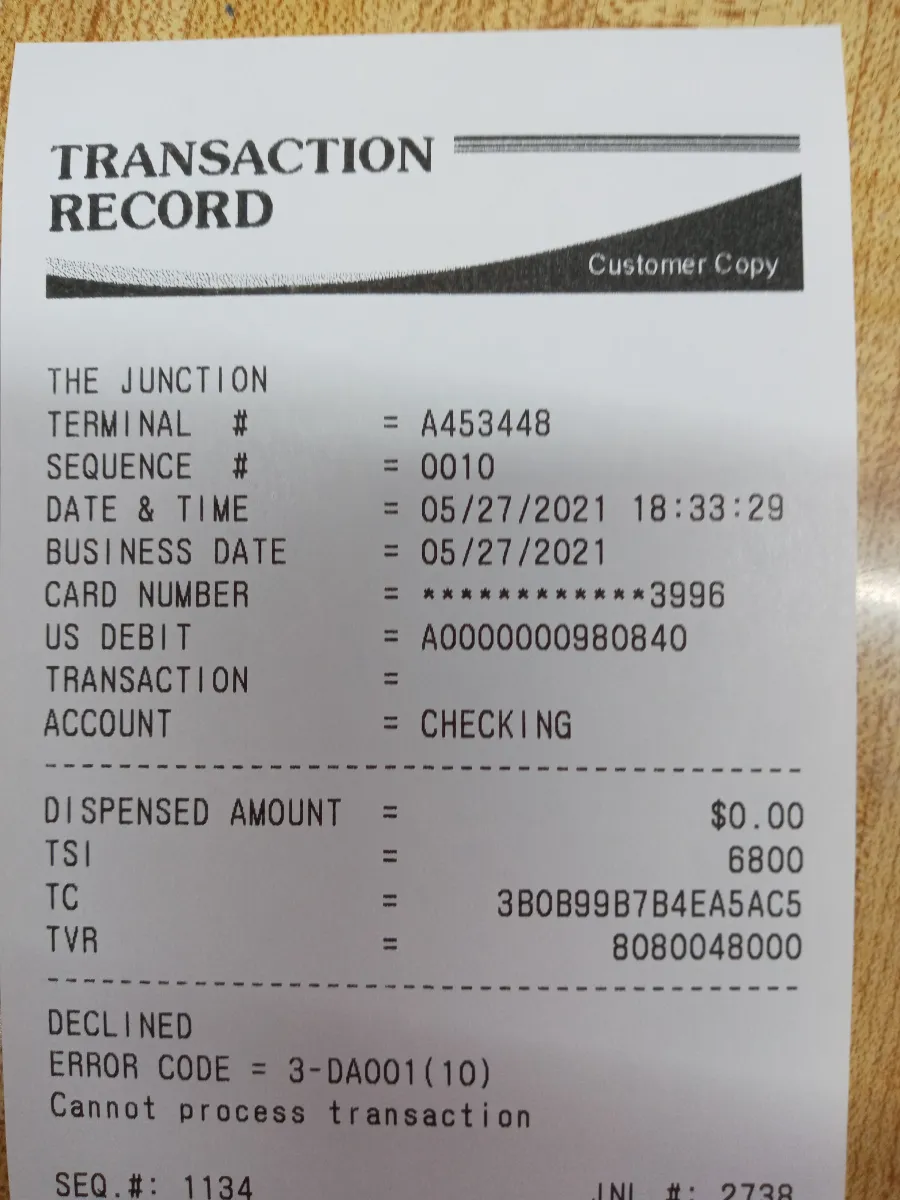 TRANSACTION
RECORD
Customer Copy
THE JUNCTION
TERMINAL # = A453448
SEQUENCE # = 0010
DATE & TIME = 05/27/2021 18:33:29
BUSINESS DATE = 05/27/2021
CARD NUMBER = ************3996
US DEBIT = A0000000980840
TRANSACTION =
ACCOUNT = CHECKING
DISPENSED AMOUNT = $0.00
TSI = 6800
TC = 3B0B99B7B4EA5AC5
TVR = 8080048000
DECLINED
ERROR CODE = 3-DA001(10)
Cannot process transaction
SEQ.#: 1134 JNL #: 2738